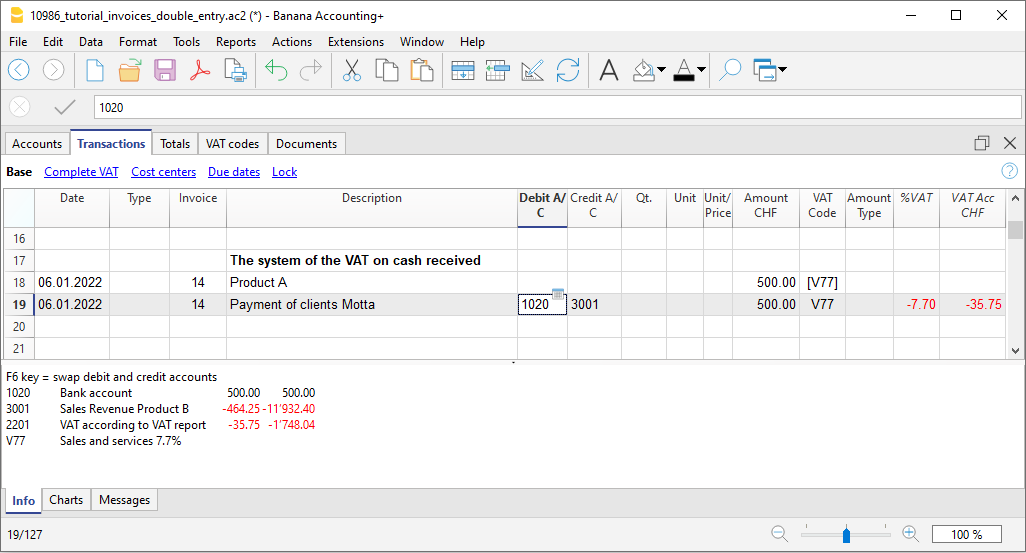 10986_tutorial_invoices_double_entry.ac2 (*) - Banana Accounting+
File Edit Data Format Tools Reports Actions Extensions Window Help
1020
Accounts Transactions Totals VAT codes Documents
Base Complete VAT Cost centers Due dates Lock
Date Type Invoice Description Debit A/ Credit A/ Qt. Unit Unit/ Amount VAT Amount %VAT VAT Acc
C C Price CHF Code Type CHF
16
17 The system of the VAT on cash received
18 06.01.2022 14 Product A 500.00 [V77]
19 06.01.2022 14 Payment of clients Motta 1020 3001 500.00 V77 -7.70 -35.75
20
21
F6 key = swap debit and credit accounts
1020 Bank account 500.00 500.00
3001 Sales Revenue Product B -464.25 -11'932.40
2201 VAT according to VAT report -35.75 -1'748.04
V77 Sales and services 7.7%
Info Charts Messages
19/127 100 %